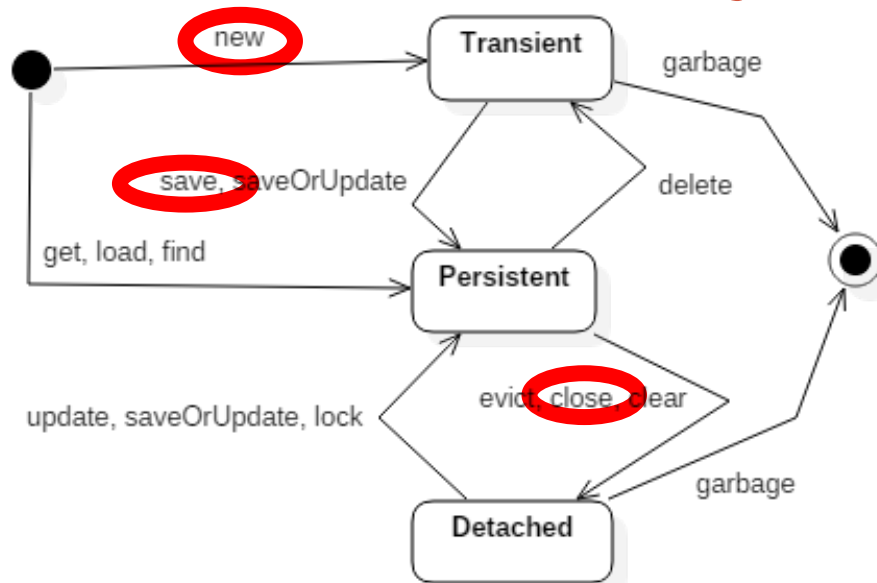 new
Transient
garbage
save, saveOrUpdate
delete
get, load, find
Persistent
evict, close, clear
update, saveOrUpdate, lock
garbage
Detached